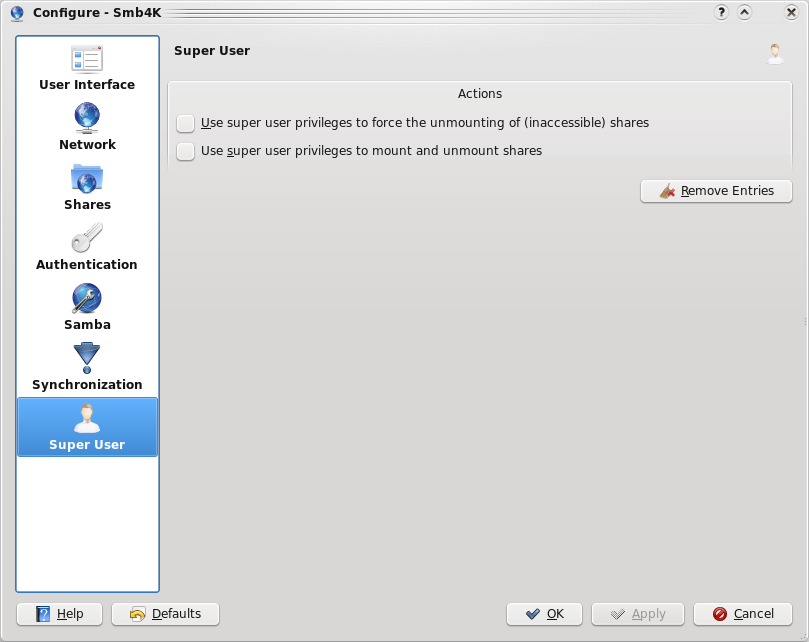 Configure - Smb4K
User Interface
Network
Shares
Authentication
Samba
Synchronization
Super User
Super User
Actions
Use super user privileges to force the unmounting of (inaccessible) shares
Use super user privileges to mount and unmount shares
Remove Entries
Help
Defaults
OK
Apply
Cancel